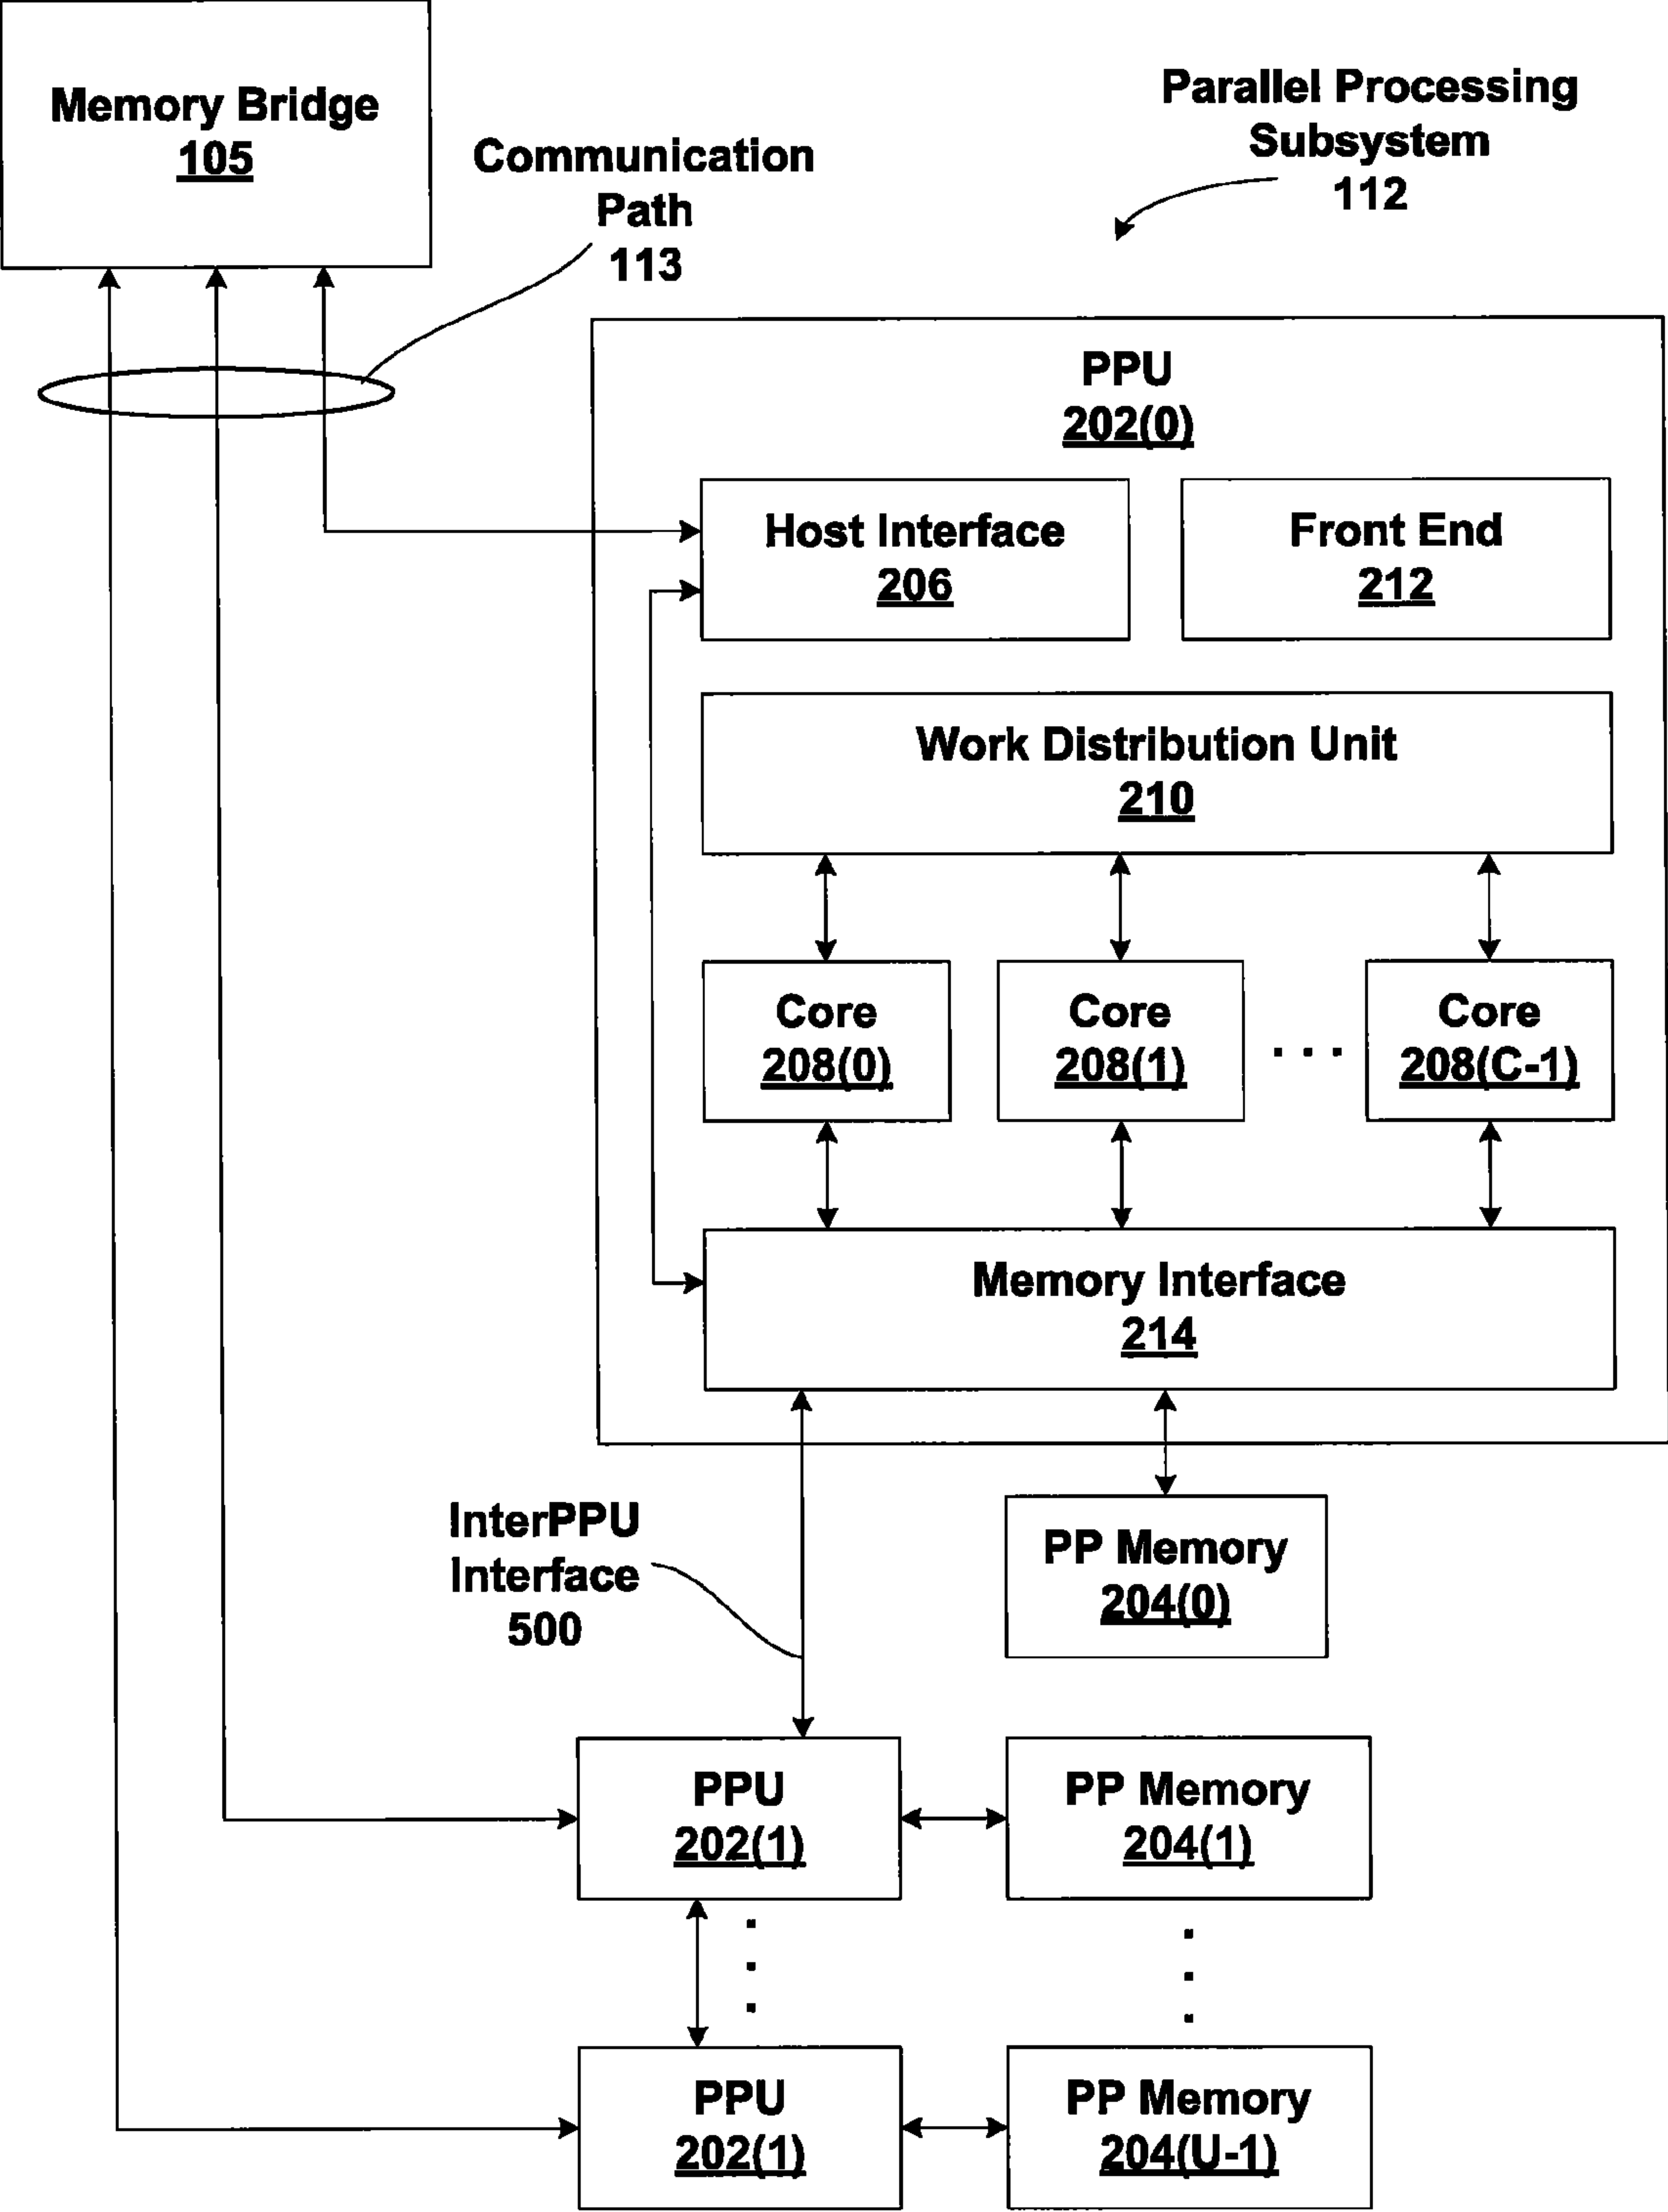 Memory Bridge
105
Communication
Path
113
Parallel Processing
Subsystem
112
PPU
202(0)
Host Interface
206
Front End
212
Work Distribution Unit
210
Core
208(0)
Core
208(1)
. . .
Core
208(C-1)
Memory Interface
214
InterPPU
Interface
500
PP Memory
204(0)
PPU
202(1)
PP Memory
204(1)
PPU
202(1)
PP Memory
204(U-1)